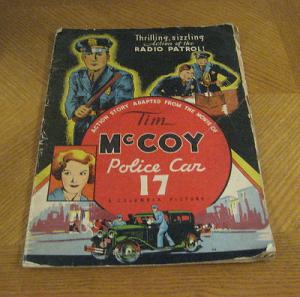 Thrilling, sizzling
Action of the
RADIO PATROL!
ACTION STORY ADAPTED FROM THE MOVIE OF
Tim
McCOY
Police Car
17
A COLUMBIA PICTURE